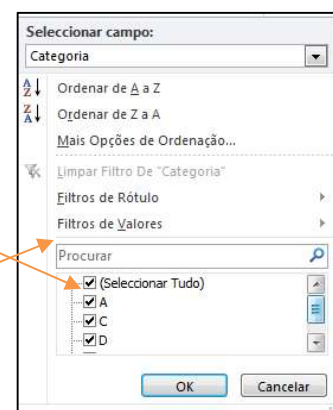 Seleccionar campo:
Categoria
Ordenar de A a Z
Ordenar de Z a A
Mais Opções de Ordenação...
Limpar Filtro De "Categoria"
Filtros de Rótulo
Filtros de Valores
Procurar
(Seleccionar Tudo)
A
C
D
OK
Cancelar